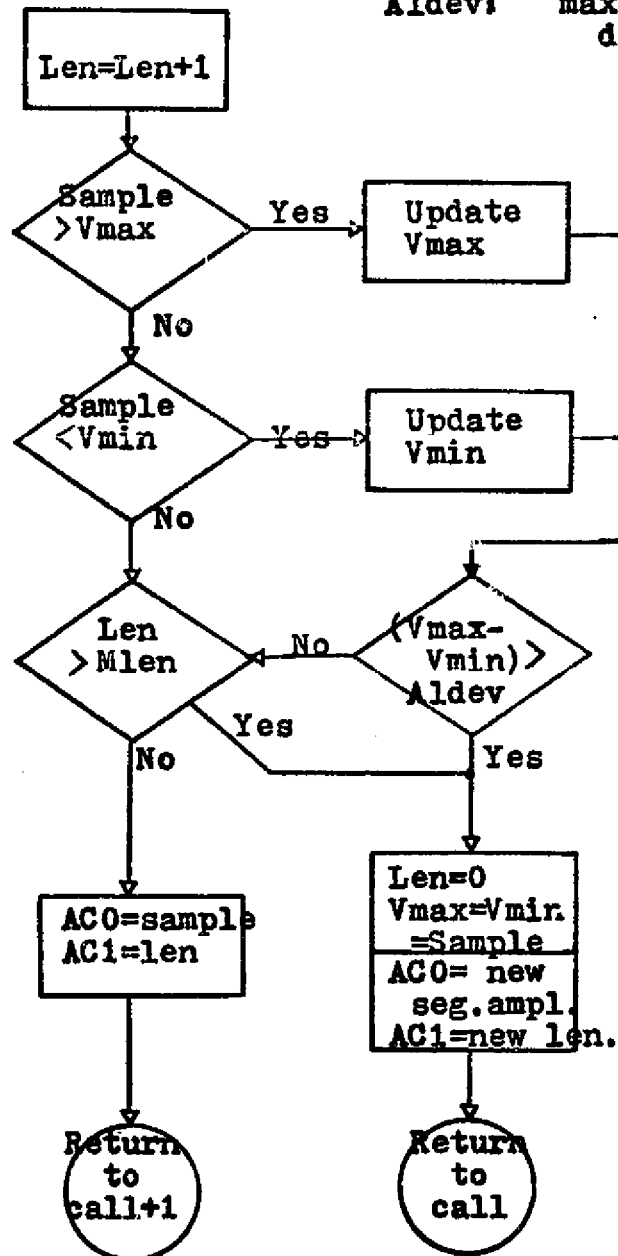 Aldev: max
d
Len=Len+1
Sample
>Vmax
Yes
Update
Vmax
No
Sample
<Vmin
Yes
Update
Vmin
No
Len
>Mlen
No
(Vmax-
Vmin)>
Aldev
Yes
No
Yes
Len=0
Vmax=Vmin
=Sample
AC0=sample
AC1=len
AC0= new
seg.ampl.
AC1=new len.
Return
to
call+1
Return
to
call